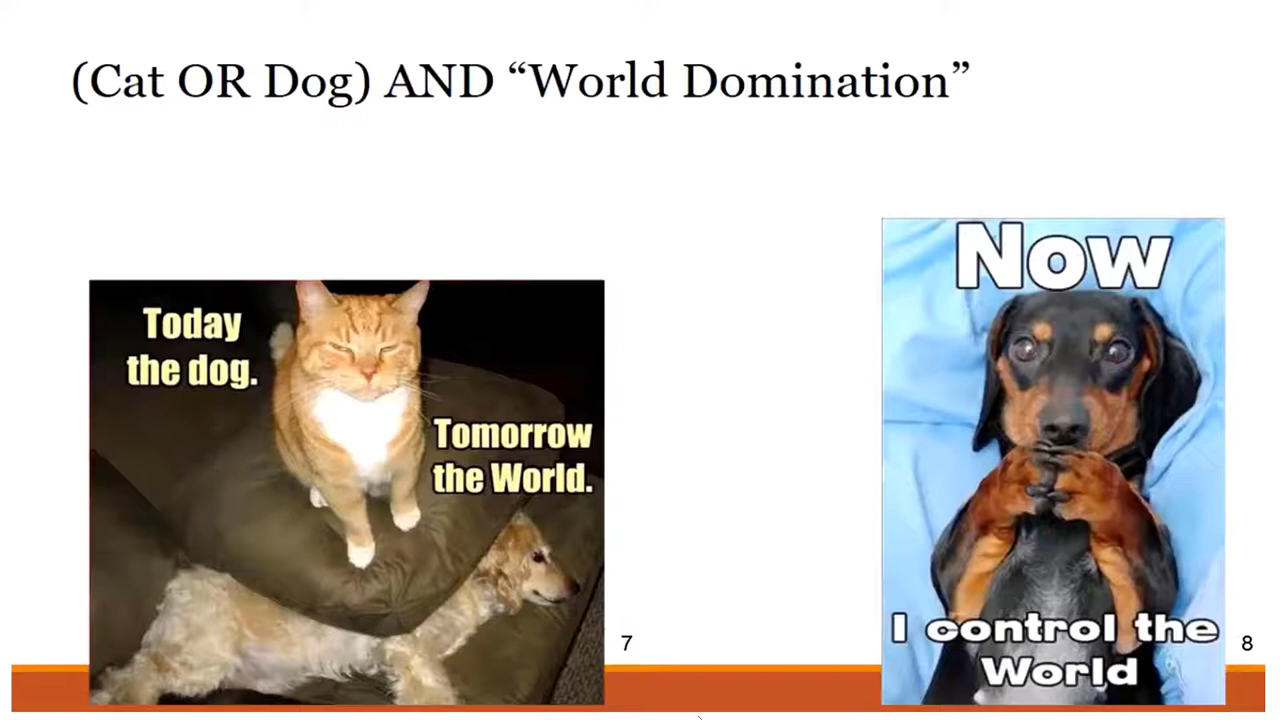 (Cat OR Dog) AND “World Domination”
Today
the dog.
Tomorrow
the World.
7
Now
I control the
World
8